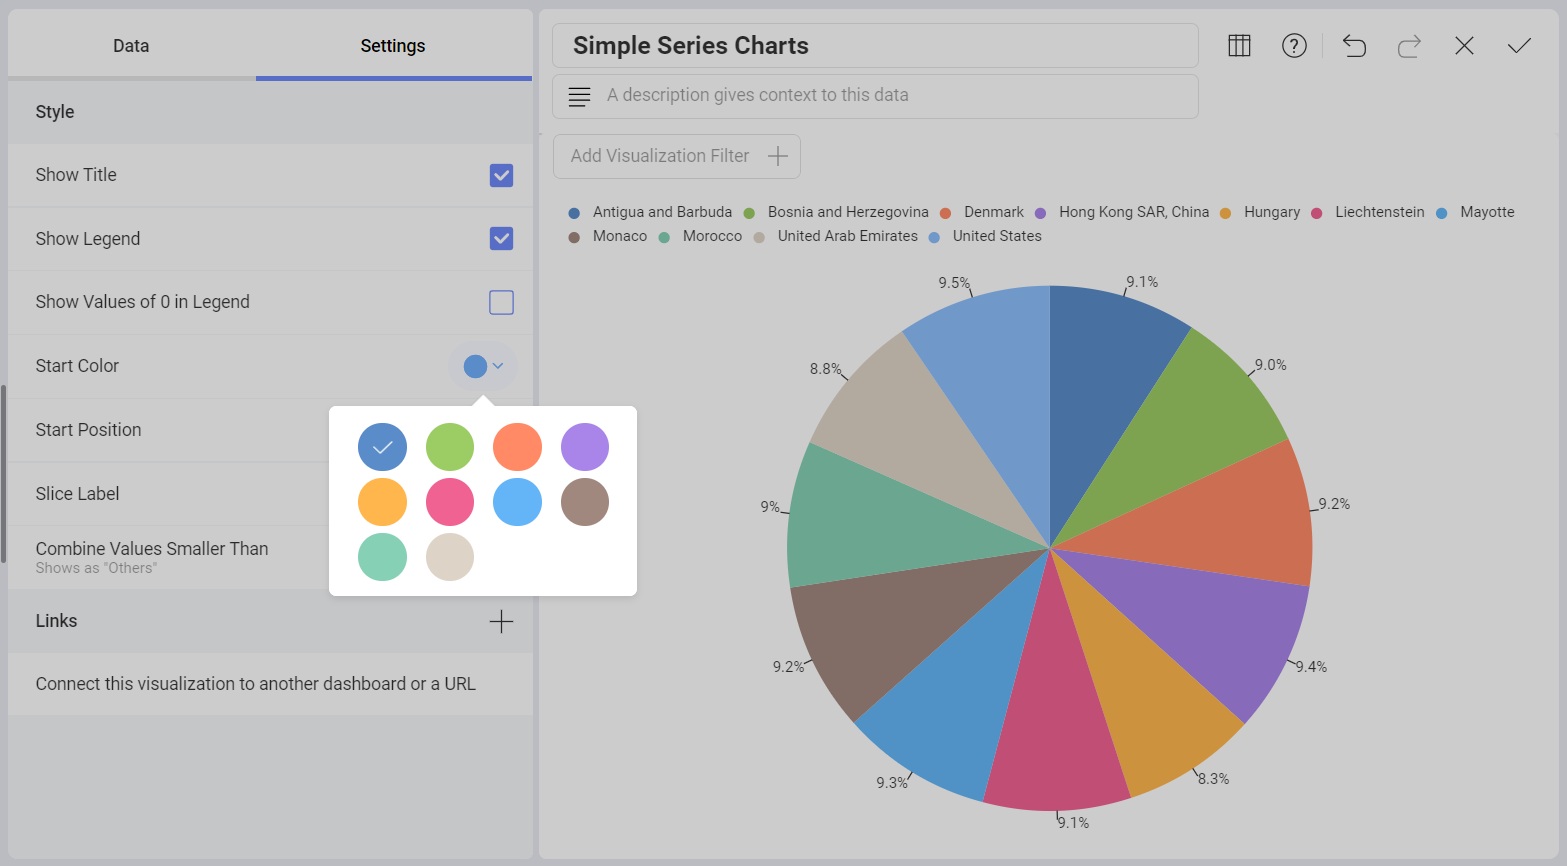 Data
Settings
Style
Show Title
Show Legend
Show Values of 0 in Legend
Start Color
Start Position
Slice Label
Combine Values Smaller Than
Shows as "Others"
Links
Connect this visualization to another dashboard or a URL
Simple Series Charts
A description gives context to this data
Add Visualization Filter
Antigua and Barbuda Bosnia and Herzegovina Denmark Hong Kong SAR, China Hungary Liechtenstein Mayotte
Monaco Morocco United Arab Emirates United States
9.5% 9.1%
8.8% 9.0%
9% 9.2%
9.2% 9.4%
9.3% 8.3%
9.1%